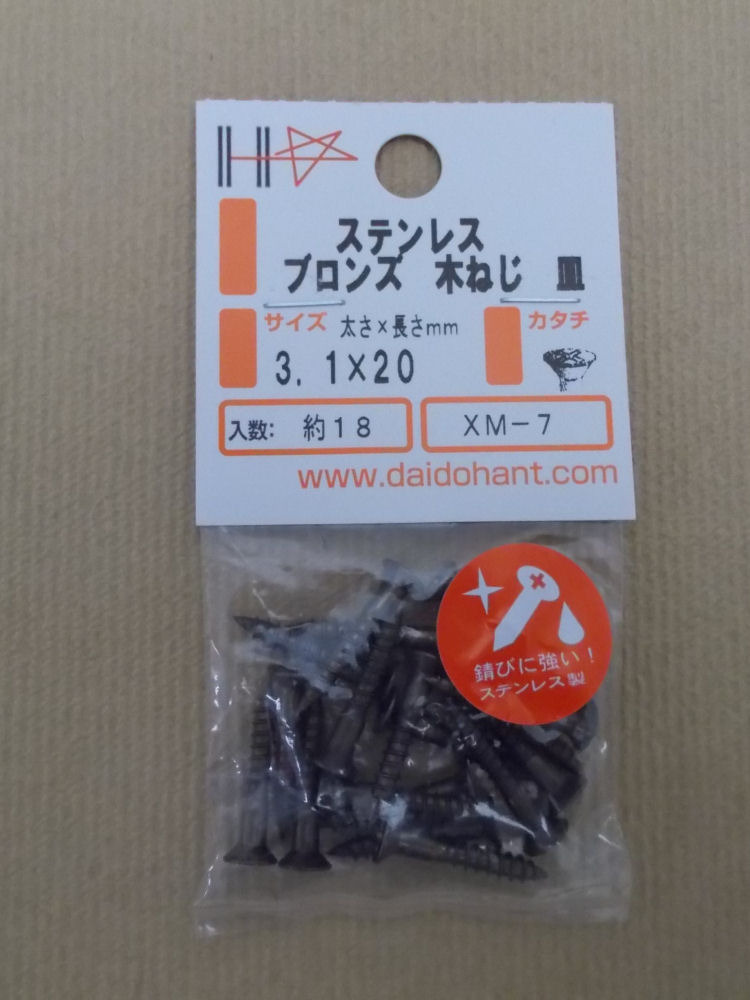 H
ステンレス
ブロンズ 木ねじ 皿
サイズ 太さ×長さmm
3.1×20
カタチ
入数: 約18
XM-7
www.daidohant.com
錆びに強い!
ステンレス製